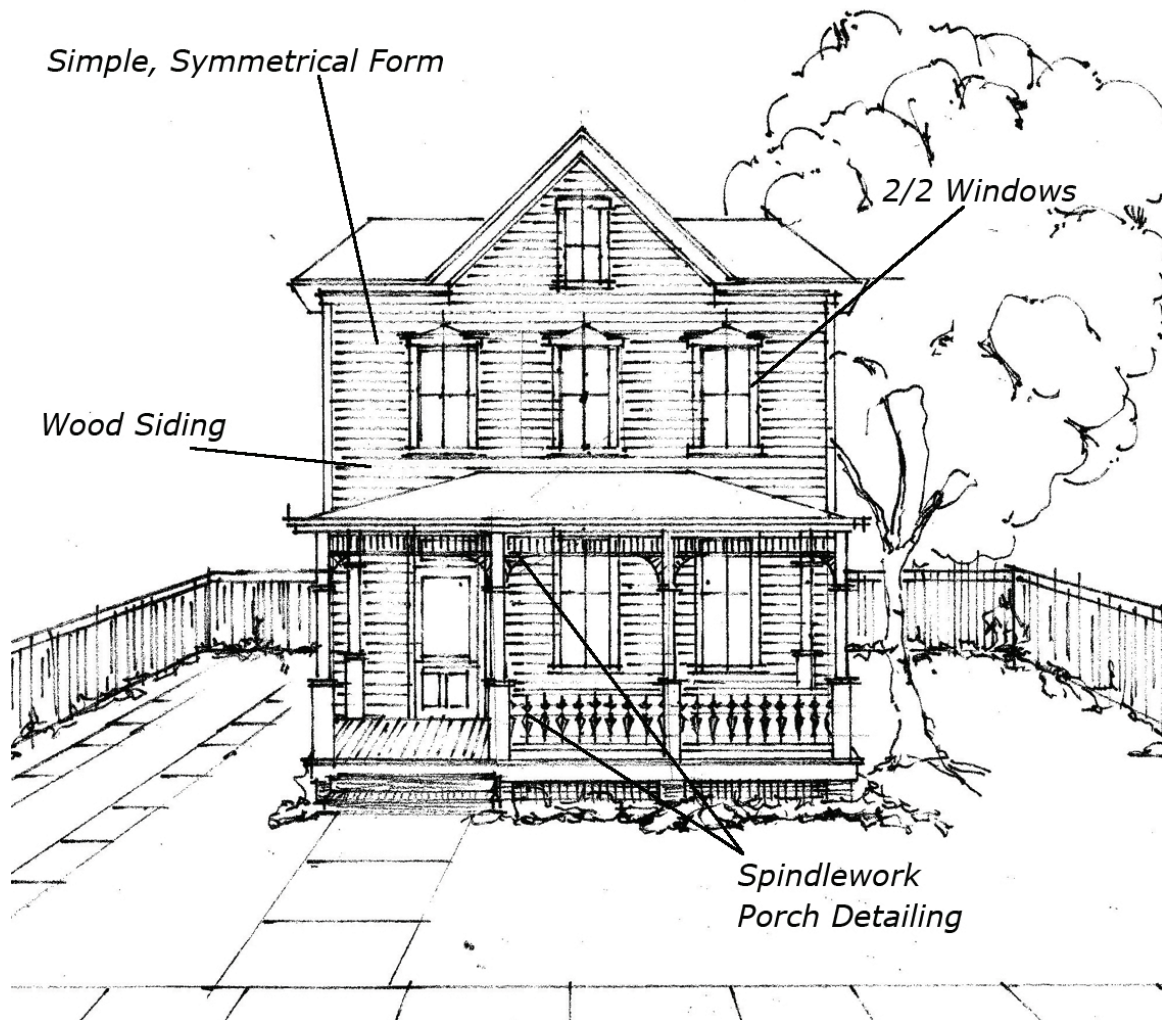 Simple, Symmetrical Form
2/2 Windows
Wood Siding
Spindlework
Porch Detailing